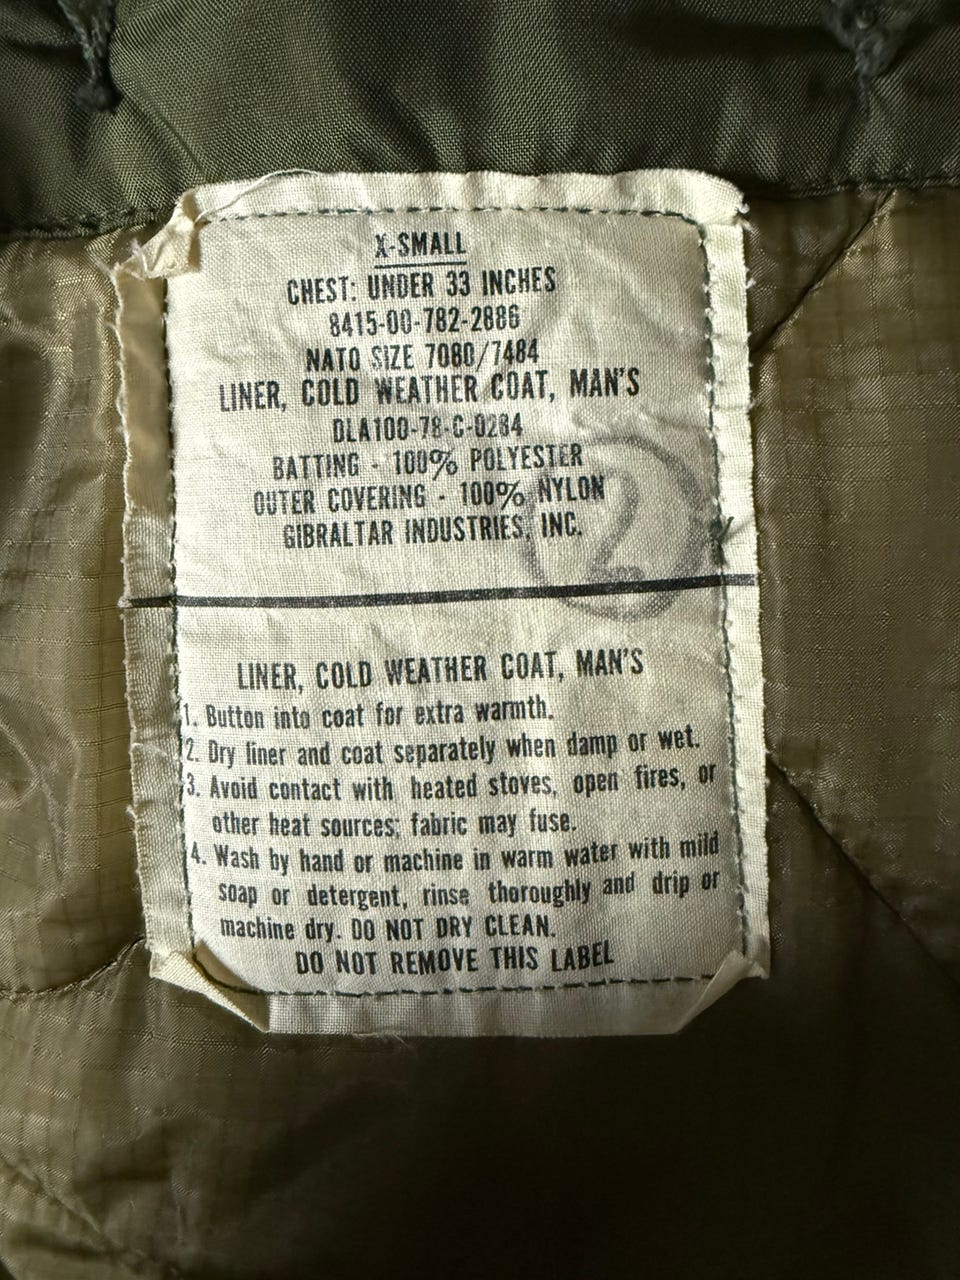 X-SMALL
CHEST: UNDER 33 INCHES
8415-00-782-2886
NATO SIZE 7080/7484
LINER, COLD WEATHER COAT, MAN'S
DLA100-78-C-0284
BATTING - 100% POLYESTER
OUTER COVERING - 100% NYLON
GIBRALTAR INDUSTRIES, INC.
2
LINER, COLD WEATHER COAT, MAN'S
1. Button into coat for extra warmth.
2. Dry liner and coat separately when damp or wet.
3. Avoid contact with heated stoves, open fires, or
other heat sources; fabric may fuse.
4. Wash by hand or machine in warm water with mild
soap or detergent, rinse thoroughly and drip or
machine dry. DO NOT DRY CLEAN.
DO NOT REMOVE THIS LABEL